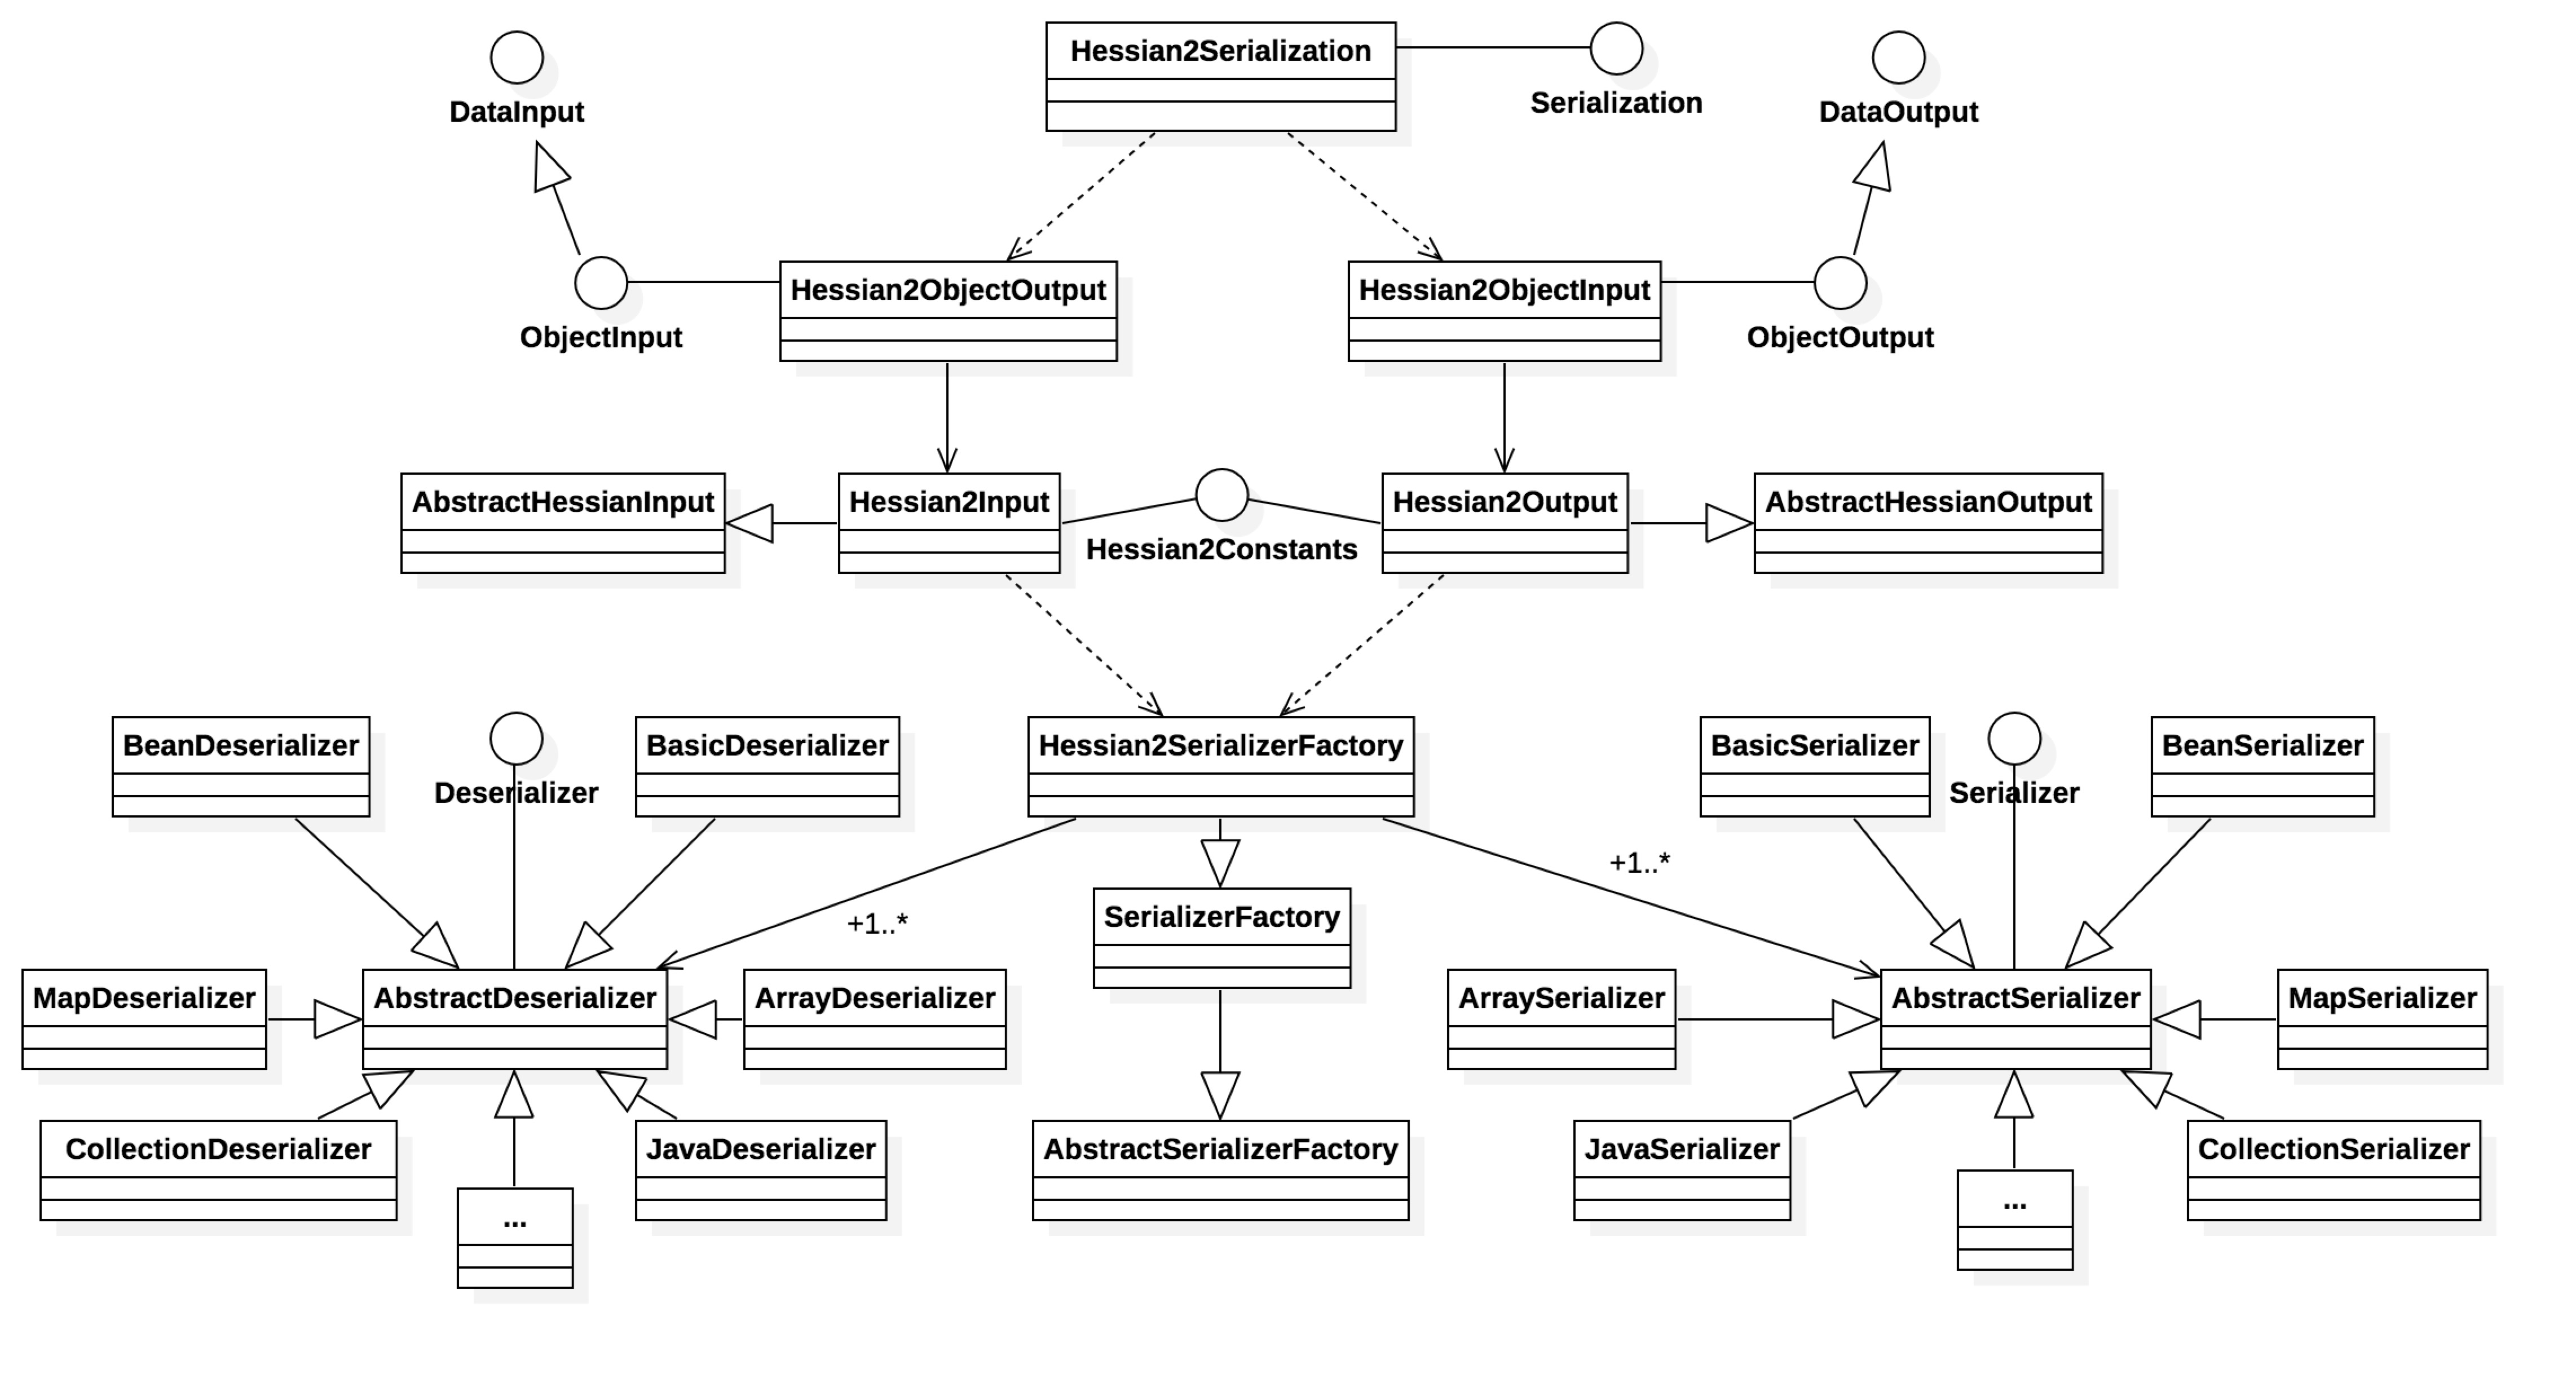 Hessian2Serialization
Serialization
DataInput
DataOutput
Hessian2ObjectOutput
Hessian2ObjectInput
ObjectInput
ObjectOutput
AbstractHessianInput
Hessian2Input
Hessian2Output
AbstractHessianOutput
Hessian2Constants
BeanDeserializer
BasicDeserializer
Hessian2SerializerFactory
BasicSerializer
BeanSerializer
Deserializer
Serializer
+1..*
+1..*
SerializerFactory
MapDeserializer
AbstractDeserializer
ArrayDeserializer
ArraySerializer
AbstractSerializer
MapSerializer
CollectionDeserializer
JavaDeserializer
AbstractSerializerFactory
JavaSerializer
CollectionSerializer
...
...